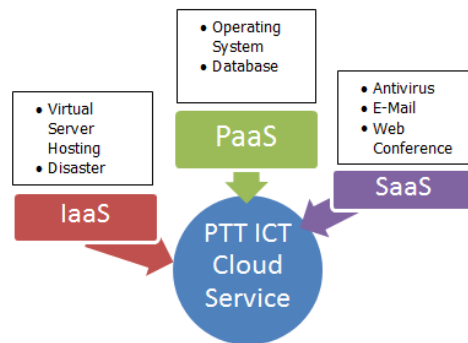 • Operating
System
• Database
PaaS
• Virtual
Server
Hosting
• Disaster
IaaS
• Antivirus
• E-Mail
• Web
Conference
SaaS
PTT ICT
Cloud
Service